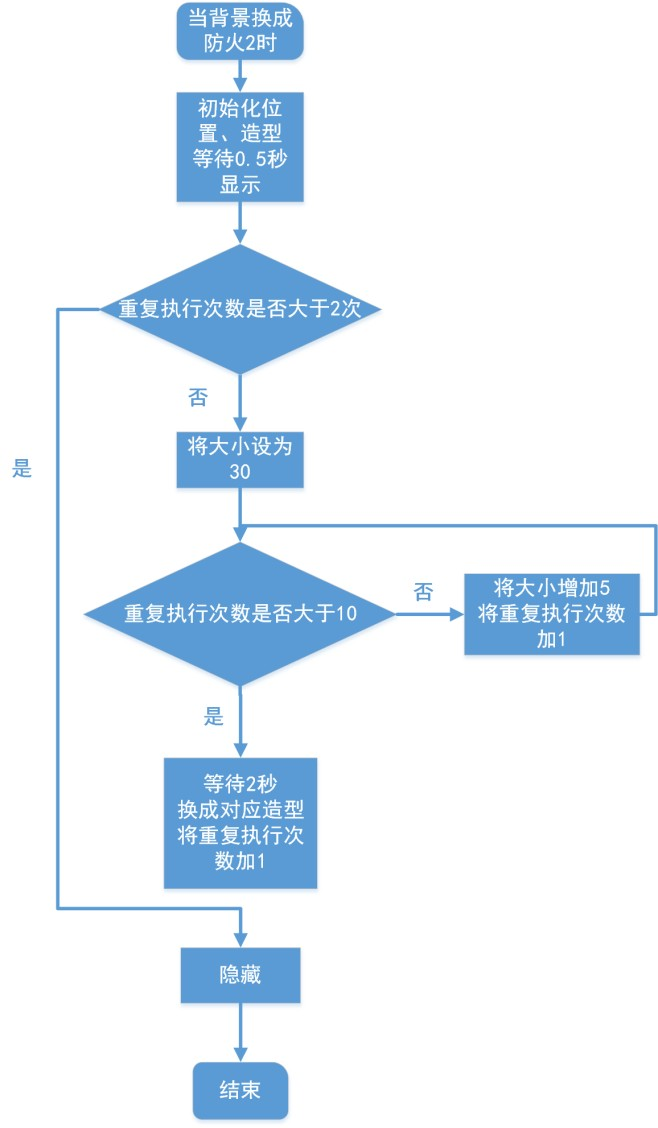 当背景换成
防火2时
初始化位
置、造型
等待0.5秒
显示
重复执行次数是否大于2次
否
是
将大小设为
30
重复执行次数是否大于10
否
将大小增加5
将重复执行次数
加1
是
等待2秒
换成对应造型
将重复执行次
数加1
隐藏
结束